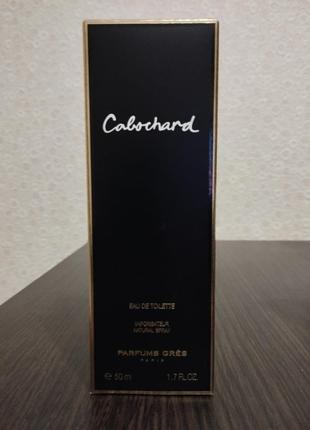 Cabochard
EAU DE TOILETTE
VAPORISATEUR
NATURAL SPRAY
PARFUMS GRÈS
PARIS
℮ 50 ml 1.7 FL.OZ.